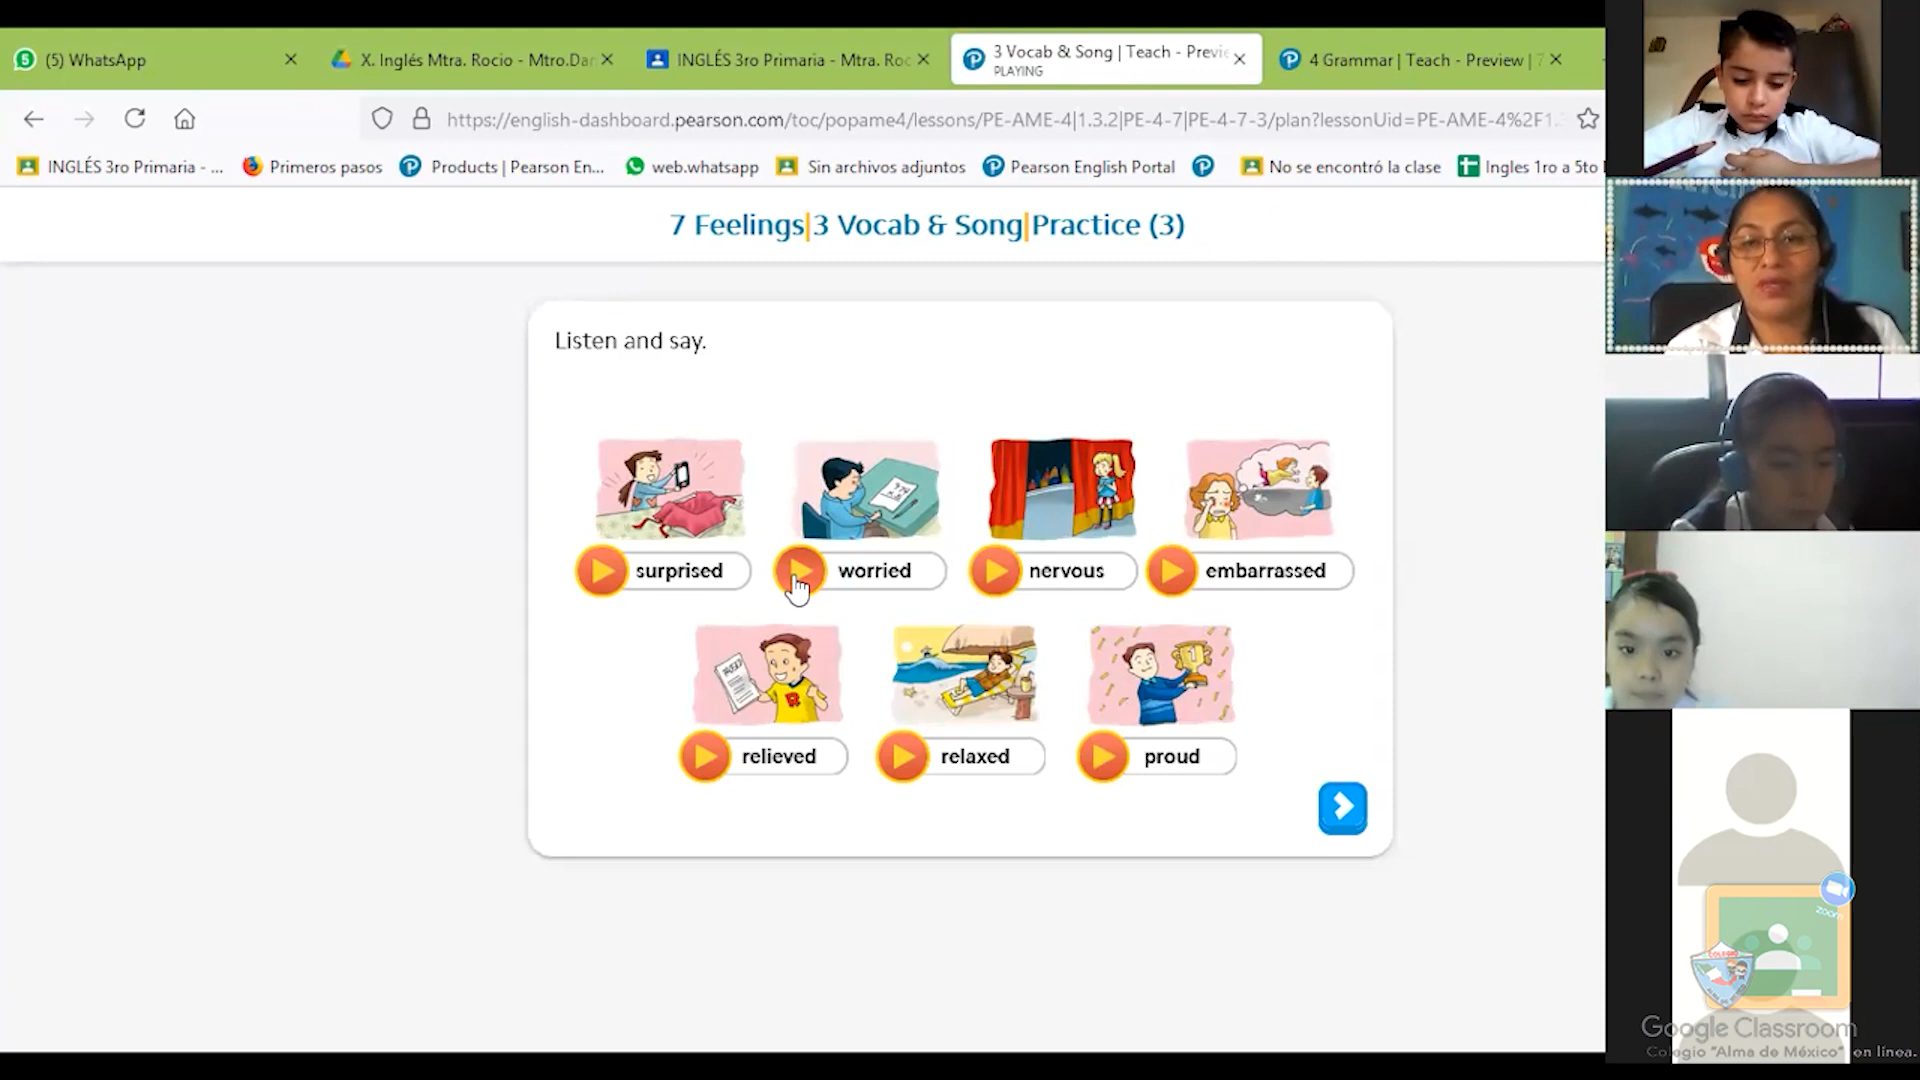 (5) WhatsApp
X. Inglés Mtra. Rocio - Mtro.Dan
INGLÉS 3ro Primaria - Mtra. Roc
3 Vocab & Song | Teach - Previe
PLAYING
4 Grammar | Teach - Preview | 7
https://english-dashboard.pearson.com/toc/popame4/lessons/PE-AME-4|1.3.2|PE-4-7|PE-4-7-3/plan?lessonUid=PE-AME-4%2F1.3
INGLÉS 3ro Primaria - ...
Primeros pasos
Products | Pearson En...
web.whatsapp
Sin archivos adjuntos
Pearson English Portal
No se encontró la clase
Ingles 1ro a 5to
7 Feelings|3 Vocab & Song|Practice (3)
Listen and say.
surprised
worried
nervous
embarrassed
relieved
relaxed
proud
zoom
COLEGIO
Google Classroom
Colegio "Alma de México" en línea.